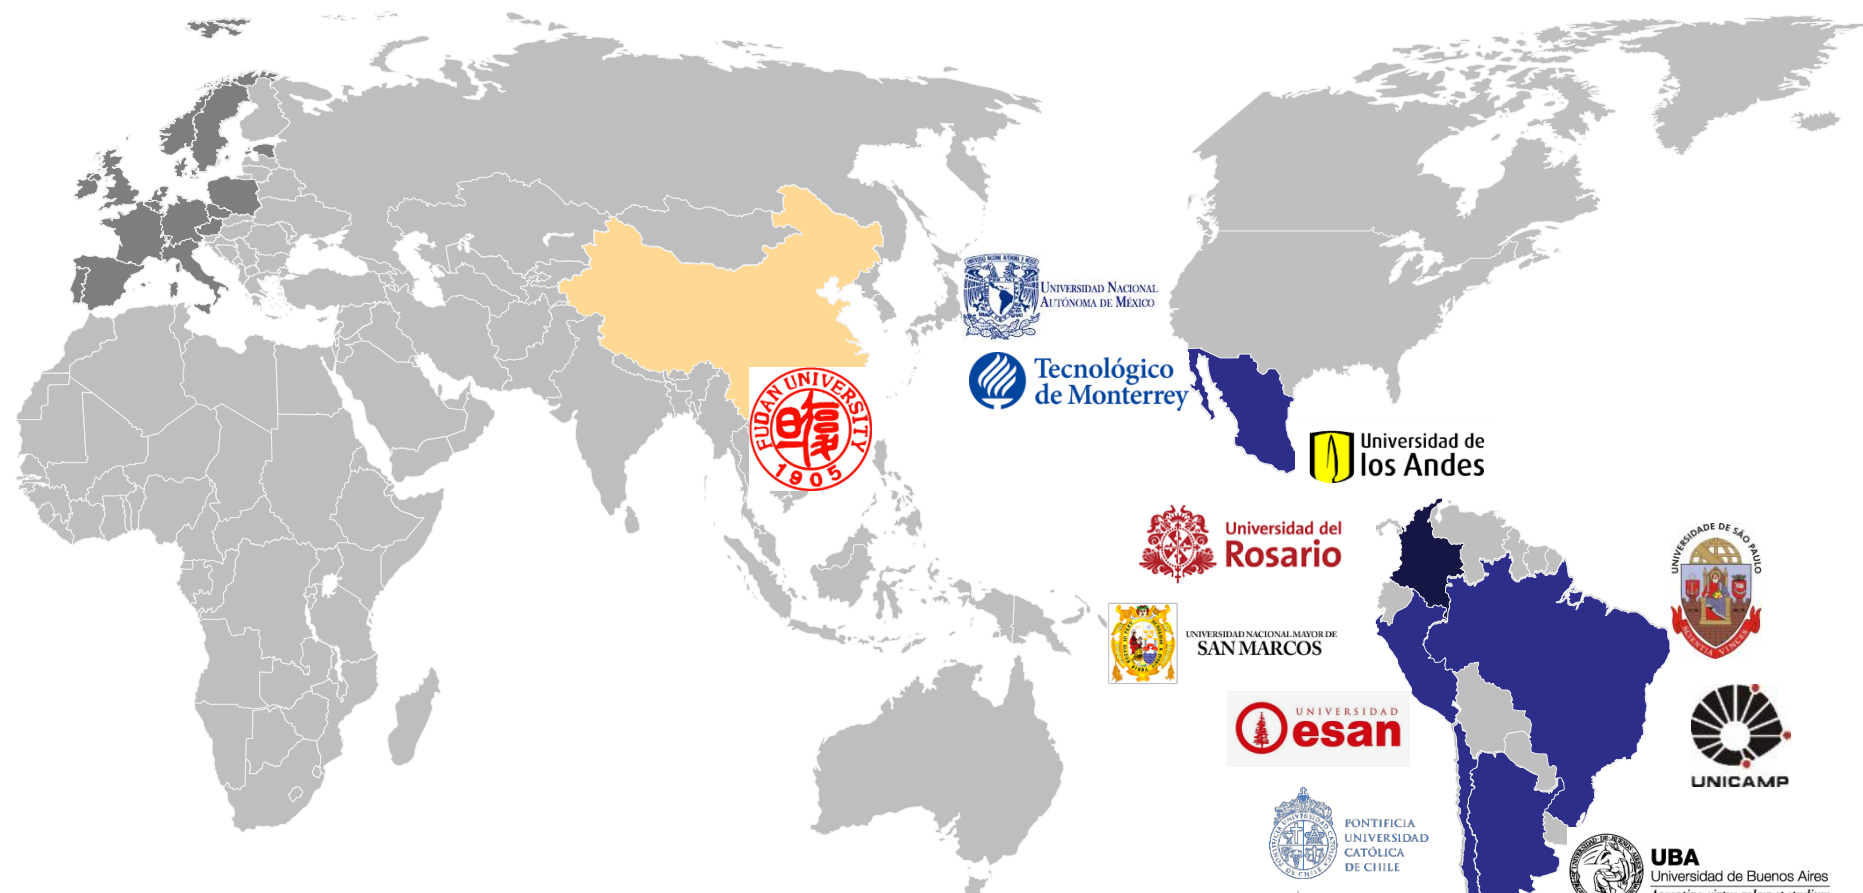 UNIVERSIDAD NACIONAL
AUTÓNOMA DE MÉXICO
Tecnológico
de Monterrey
FUDAN UNIVERSITY
1905
Universidad de
los Andes
Universidad del
Rosario
UNIVERSIDADE DE SÃO PAULO
SCIENTIA VINCES
UNIVERSIDAD NACIONAL MAYOR DE
SAN MARCOS
UNIVERSIDAD
esan
UNICAMP
PONTIFICIA
UNIVERSIDAD
CATÓLICA
DE CHILE
UBA
Universidad de Buenos Aires